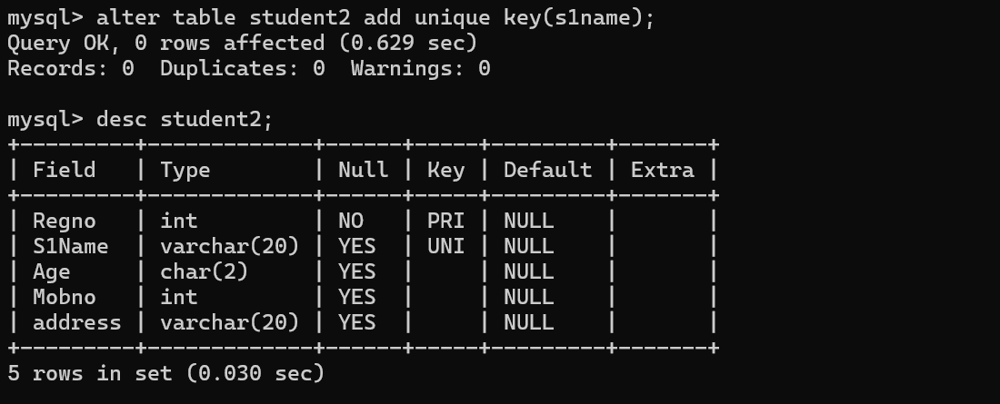 mysql> alter table student2 add unique key(s1name);
Query OK, 0 rows affected (0.629 sec)
Records: 0  Duplicates: 0  Warnings: 0

mysql> desc student2;
+---------+-------------+------+-----+---------+-------+
| Field   | Type        | Null | Key | Default | Extra |
+---------+-------------+------+-----+---------+-------+
| Regno   | int         | NO   | PRI | NULL    |       |
| S1Name  | varchar(20) | YES  | UNI | NULL    |       |
| Age     | char(2)     | YES  |     | NULL    |       |
| Mobno   | int         | YES  |     | NULL    |       |
| address | varchar(20) | YES  |     | NULL    |       |
+---------+-------------+------+-----+---------+-------+
5 rows in set (0.030 sec)